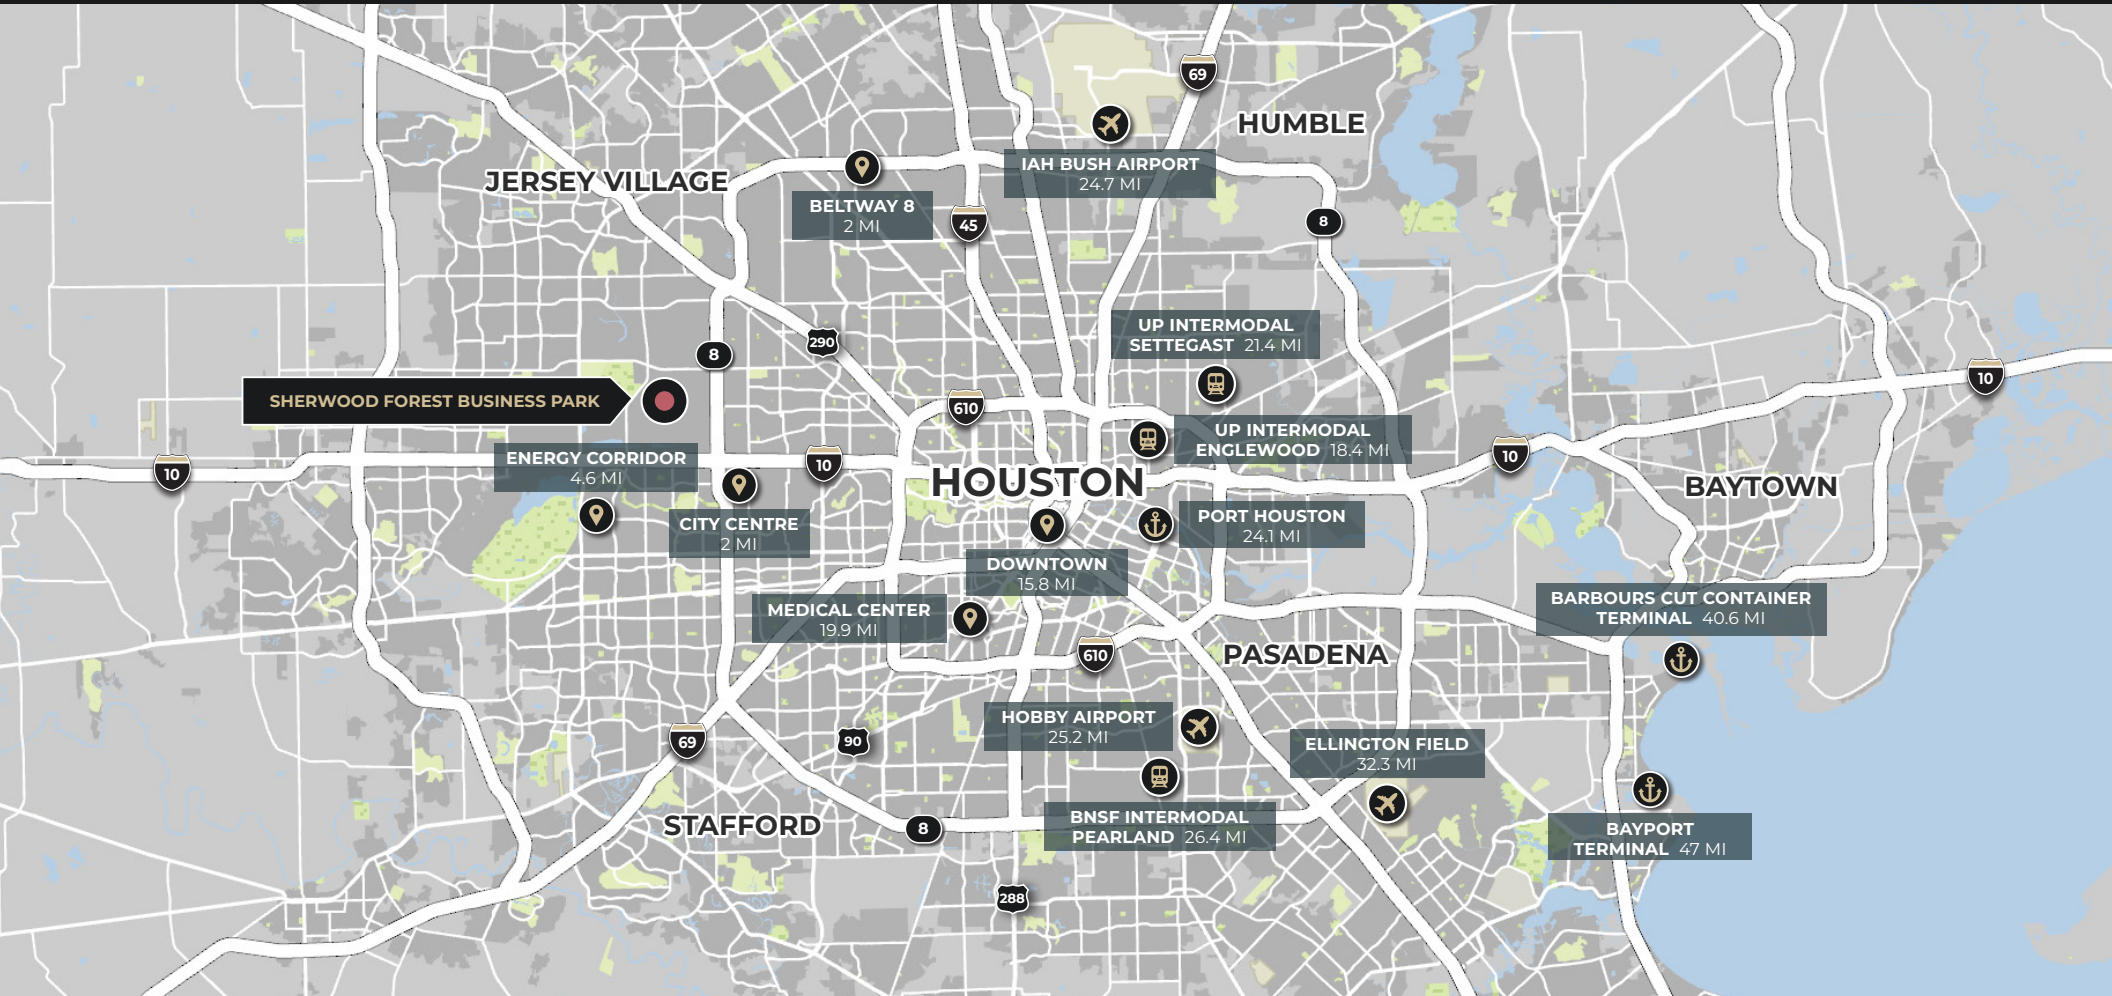 69
HUMBLE
IAH BUSH AIRPORT
24.7 MI
JERSEY VILLAGE
BELTWAY 8
2 MI
45
8
UP INTERMODAL
SETTEGAST 21.4 MI
290
8
10
SHERWOOD FOREST BUSINESS PARK
610
UP INTERMODAL
ENGLEWOOD 18.4 MI
ENERGY CORRIDOR
4.6 MI
10
10
10
HOUSTON
BAYTOWN
CITY CENTRE
2 MI
PORT HOUSTON
24.1 MI
DOWNTOWN
15.8 MI
MEDICAL CENTER
19.9 MI
BARBOURS CUT CONTAINER
TERMINAL 40.6 MI
610
PASADENA
HOBBY AIRPORT
25.2 MI
69
90
ELLINGTON FIELD
32.3 MI
STAFFORD
8
BNSF INTERMODAL
PEARLAND 26.4 MI
BAYPORT
TERMINAL 47 MI
288